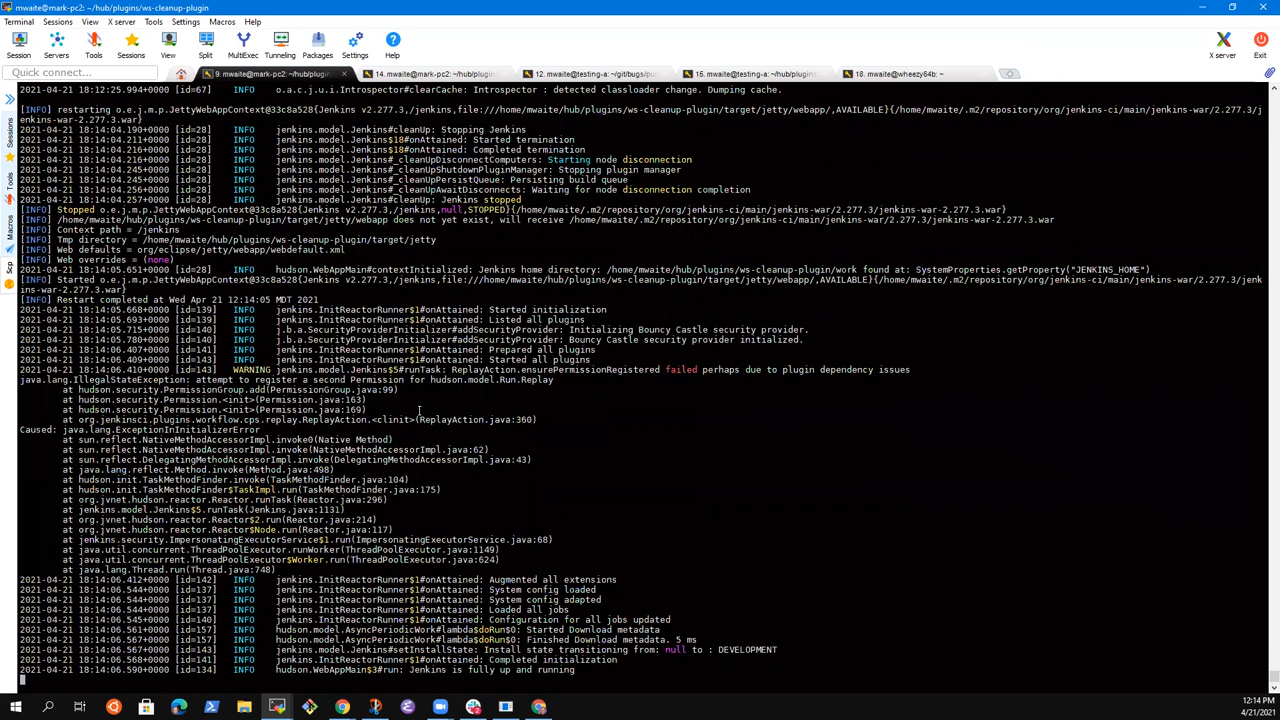 mwaite@mark-pc2: ~/hub/plugins/ws-cleanup-plugin
Terminal Sessions View X server Tools Settings Macros Help
Session Servers Tools Sessions View Split MultiExec Tunneling Packages Settings Help X server Exit
Quick connect... 9. mwaite@mark-pc2: ~/hub/plugin 14. mwaite@mark-pc2: ~/hub/plugin 12. mwaite@testing-a: ~/git/bugs/pu 15. mwaite@testing-a: ~/hub/plugins 18. mwaite@wheezy64b: ~
Sessions
Tools
Macros
Scp
2021-04-21 18:12:25.994+0000 [id=67] INFO o.a.c.j.u.i.Introspector#clearCache: Introspector : detected classloader change. Dumping cache.
[INFO] restarting o.e.j.m.p.JettyWebAppContext@33c8a528{Jenkins v2.277.3,/jenkins,file:///home/mwaite/hub/plugins/ws-cleanup-plugin/target/jetty/webapp/,AVAILABLE}{/home/mwaite/.m2/repository/org/jenkins-ci/main/jenkins-war/2.277.3/j
enkins-war-2.277.3.war}
2021-04-21 18:14:04.190+0000 [id=28] INFO jenkins.model.Jenkins#cleanUp: Stopping Jenkins
2021-04-21 18:14:04.211+0000 [id=28] INFO jenkins.model.Jenkins$18#onAttained: Started termination
2021-04-21 18:14:04.216+0000 [id=28] INFO jenkins.model.Jenkins$18#onAttained: Completed termination
2021-04-21 18:14:04.216+0000 [id=28] INFO jenkins.model.Jenkins#_cleanUpDisconnectComputers: Starting node disconnection
2021-04-21 18:14:04.245+0000 [id=28] INFO jenkins.model.Jenkins#_cleanUpShutdownPluginManager: Stopping plugin manager
2021-04-21 18:14:04.245+0000 [id=28] INFO jenkins.model.Jenkins#_cleanUpPersistQueue: Persisting build queue
2021-04-21 18:14:04.256+0000 [id=28] INFO jenkins.model.Jenkins#_cleanUpAwaitDisconnects: Waiting for node disconnection completion
2021-04-21 18:14:04.257+0000 [id=28] INFO jenkins.model.Jenkins#cleanUp: Jenkins stopped
[INFO] Stopped o.e.j.m.p.JettyWebAppContext@33c8a528{Jenkins v2.277.3,/jenkins,null,STOPPED}{/home/mwaite/.m2/repository/org/jenkins-ci/main/jenkins-war/2.277.3/jenkins-war-2.277.3.war}
[INFO] /home/mwaite/hub/plugins/ws-cleanup-plugin/target/jetty/webapp does not yet exist, will receive /home/mwaite/.m2/repository/org/jenkins-ci/main/jenkins-war/2.277.3/jenkins-war-2.277.3.war
[INFO] Context path = /jenkins
[INFO] Tmp directory = /home/mwaite/hub/plugins/ws-cleanup-plugin/target/jetty
[INFO] Web defaults = org/eclipse/jetty/webapp/webdefault.xml
[INFO] Web overrides = (none)
2021-04-21 18:14:05.651+0000 [id=28] INFO hudson.WebAppMain#contextInitialized: Jenkins home directory: /home/mwaite/hub/plugins/ws-cleanup-plugin/work found at: SystemProperties.getProperty("JENKINS_HOME")
[INFO] Started o.e.j.m.p.JettyWebAppContext@33c8a528{Jenkins v2.277.3,/jenkins,file:///home/mwaite/hub/plugins/ws-cleanup-plugin/target/jetty/webapp/,AVAILABLE}{/home/mwaite/.m2/repository/org/jenkins-ci/main/jenkins-war/2.277.3/jenk
ins-war-2.277.3.war}
[INFO] Restart completed at Wed Apr 21 12:14:05 MDT 2021
2021-04-21 18:14:05.668+0000 [id=139] INFO jenkins.InitReactorRunner$1#onAttained: Started initialization
2021-04-21 18:14:05.693+0000 [id=139] INFO jenkins.InitReactorRunner$1#onAttained: Listed all plugins
2021-04-21 18:14:05.715+0000 [id=140] INFO j.b.a.SecurityProviderInitializer#addSecurityProvider: Initializing Bouncy Castle security provider.
2021-04-21 18:14:05.780+0000 [id=140] INFO j.b.a.SecurityProviderInitializer#addSecurityProvider: Bouncy Castle security provider initialized.
2021-04-21 18:14:06.407+0000 [id=141] INFO jenkins.InitReactorRunner$1#onAttained: Prepared all plugins
2021-04-21 18:14:06.410+0000 [id=143] INFO jenkins.InitReactorRunner$1#onAttained: Started all plugins
2021-04-21 18:14:06.410+0000 [id=143] WARNING jenkins.model.Jenkins$5#runTask: ReplayAction.ensurePermissionRegistered failed perhaps due to plugin dependency issues
java.lang.IllegalStateException: attempt to register a second Permission for hudson.model.Run.Replay
at hudson.security.PermissionGroup.add(PermissionGroup.java:99)
at hudson.security.Permission.<init>(Permission.java:163)
at hudson.security.Permission.<init>(Permission.java:169)
at org.jenkinsci.plugins.workflow.cps.replay.ReplayAction.<clinit>(ReplayAction.java:360)
Caused: java.lang.ExceptionInInitializerError
at sun.reflect.NativeMethodAccessorImpl.invoke0(Native Method)
at sun.reflect.NativeMethodAccessorImpl.invoke(NativeMethodAccessorImpl.java:62)
at sun.reflect.DelegatingMethodAccessorImpl.invoke(DelegatingMethodAccessorImpl.java:43)
at java.lang.reflect.Method.invoke(Method.java:498)
at hudson.init.TaskMethodFinder.invoke(TaskMethodFinder.java:104)
at hudson.init.TaskMethodFinder$TaskImpl.run(TaskMethodFinder.java:175)
at org.jvnet.hudson.reactor.Reactor.runTask(Reactor.java:296)
at jenkins.model.Jenkins$5.runTask(Jenkins.java:1131)
at org.jvnet.hudson.reactor.Reactor$2.run(Reactor.java:214)
at org.jvnet.hudson.reactor.Reactor$Node.run(Reactor.java:117)
at jenkins.security.ImpersonatingExecutorService$1.run(ImpersonatingExecutorService.java:68)
at java.util.concurrent.ThreadPoolExecutor.runWorker(ThreadPoolExecutor.java:1149)
at java.util.concurrent.ThreadPoolExecutor$Worker.run(ThreadPoolExecutor.java:624)
at java.lang.Thread.run(Thread.java:748)
2021-04-21 18:14:06.412+0000 [id=142] INFO jenkins.InitReactorRunner$1#onAttained: Augmented all extensions
2021-04-21 18:14:06.544+0000 [id=137] INFO jenkins.InitReactorRunner$1#onAttained: System config loaded
2021-04-21 18:14:06.544+0000 [id=137] INFO jenkins.InitReactorRunner$1#onAttained: System config adapted
2021-04-21 18:14:06.544+0000 [id=137] INFO jenkins.InitReactorRunner$1#onAttained: Loaded all jobs
2021-04-21 18:14:06.545+0000 [id=140] INFO jenkins.InitReactorRunner$1#onAttained: Configuration for all jobs updated
2021-04-21 18:14:06.561+0000 [id=157] INFO hudson.model.AsyncPeriodicWork#lambda$doRun$0: Started Download metadata
2021-04-21 18:14:06.567+0000 [id=157] INFO hudson.model.AsyncPeriodicWork#lambda$doRun$0: Finished Download metadata. 5 ms
2021-04-21 18:14:06.567+0000 [id=143] INFO jenkins.model.Jenkins#setInstallState: Install state transitioning from: null to : DEVELOPMENT
2021-04-21 18:14:06.568+0000 [id=141] INFO jenkins.InitReactorRunner$1#onAttained: Completed initialization
2021-04-21 18:14:06.590+0000 [id=134] INFO hudson.WebAppMain$3#run: Jenkins is fully up and running
12:14 PM
4/21/2021